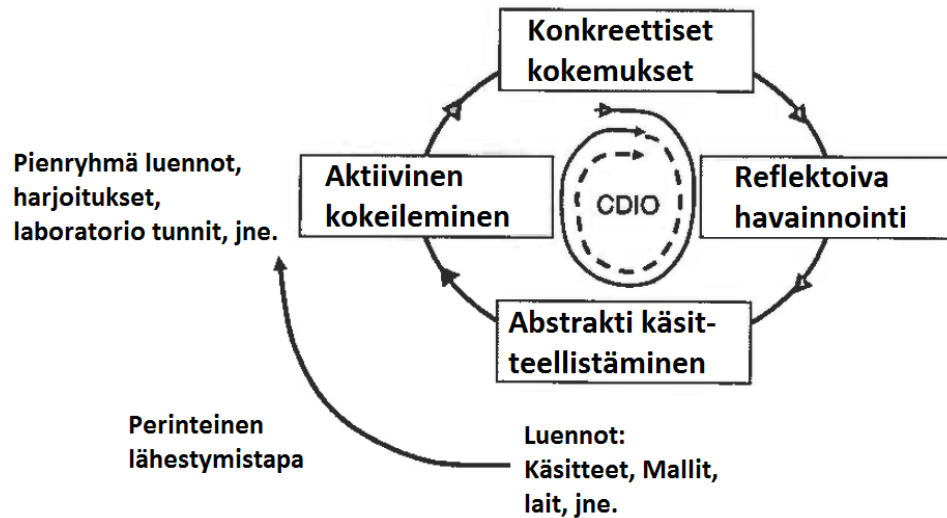 Konkreettiset
kokemukset
Pienryhmä luennot,
harjoitukset,
laboratorio tunnit, jne.
Aktiivinen
kokeileminen
CDIO
Reflektoiva
havainnointi
Abstrakti käsit-
teellistäminen
Perinteinen
lähestymistapa
Luennot:
Käsitteet, Mallit,
lait, jne.